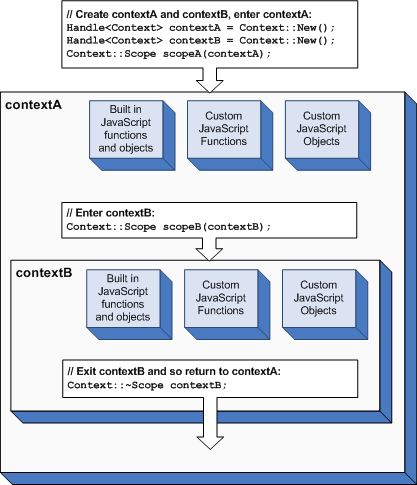 // Create contextA and contextB, enter contextA:
Handle<Context> contextA = Context::New();
Handle<Context> contextB = Context::New();
Context::Scope scopeA(contextA);
contextA
Built in
JavaScript
functions
and objects
Custom
JavaScript
Functions
Custom
JavaScript
Objects
// Enter contextB:
Context::Scope scopeB(contextB);
contextB
Built in
JavaScript
functions
and objects
Custom
JavaScript
Functions
Custom
JavaScript
Objects
// Exit contextB and so return to contextA:
Context::~Scope contextB;